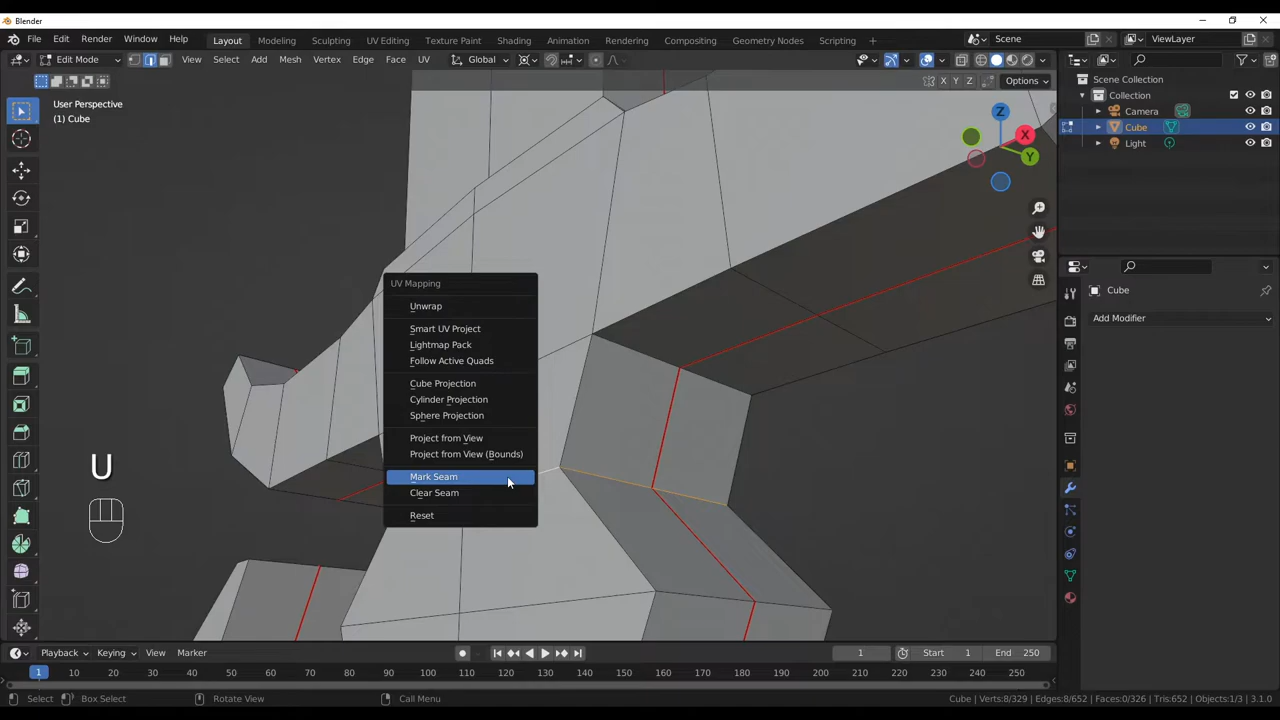 Blender
File Edit Render Window Help
Layout Modeling Sculpting UV Editing Texture Paint Shading Animation Rendering Compositing Geometry Nodes Scripting +
Scene ViewLayer
Edit Mode View Select Add Mesh Vertex Edge Face UV Global
X Y Z Options
User Perspective
(1) Cube
Z
X
Y
Scene Collection
Collection
Camera
Cube
Light
Cube
Add Modifier
UV Mapping
Unwrap
Smart UV Project
Lightmap Pack
Follow Active Quads
Cube Projection
Cylinder Projection
Sphere Projection
Project from View
Project from View (Bounds)
Mark Seam
Clear Seam
Reset
U
Playback Keying View Marker 1 Start 1 End 250
1 10 20 30 40 50 60 70 80 90 100 110 120 130 140 150 160 170 180 190 200 210 220 230 240 250
Select Box Select Rotate View Call Menu Cube | Verts:8/329 | Edges:8/652 | Faces:0/326 | Tris:652 | Objects:1/3 | 3.1.0